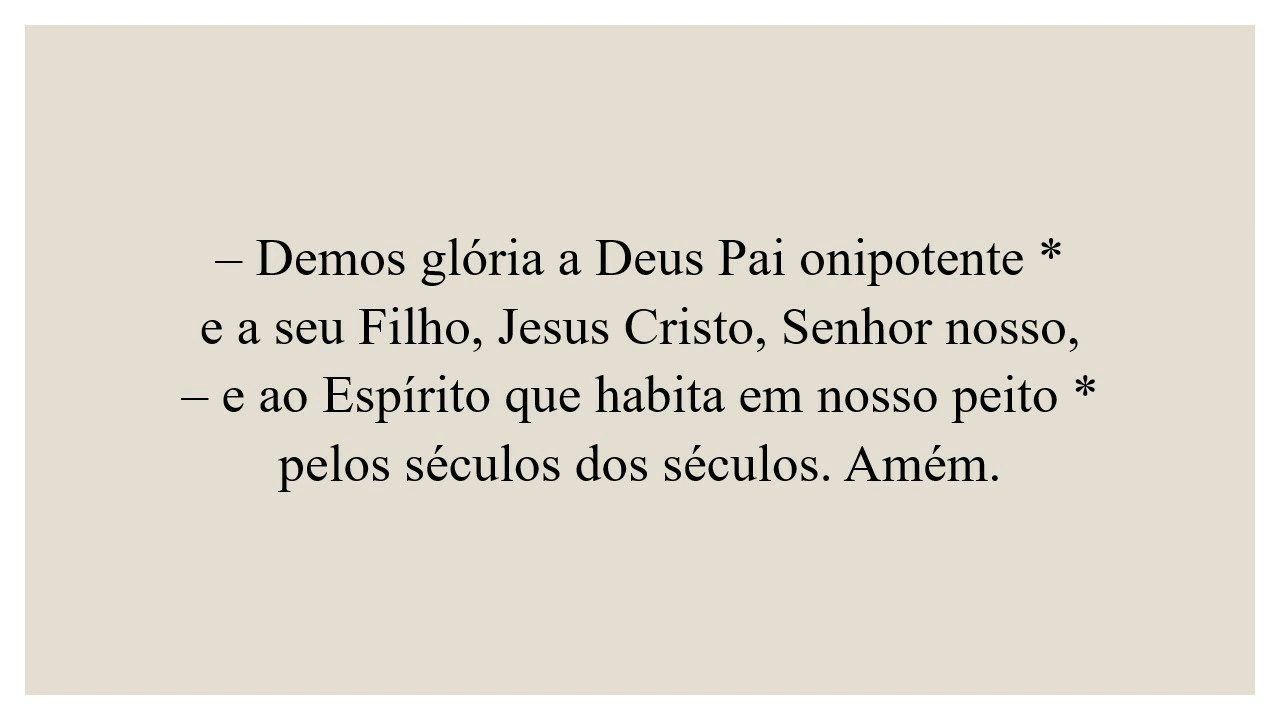 – Demos glória a Deus Pai onipotente *
e a seu Filho, Jesus Cristo, Senhor nosso,
– e ao Espírito que habita em nosso peito *
pelos séculos dos séculos. Amém.